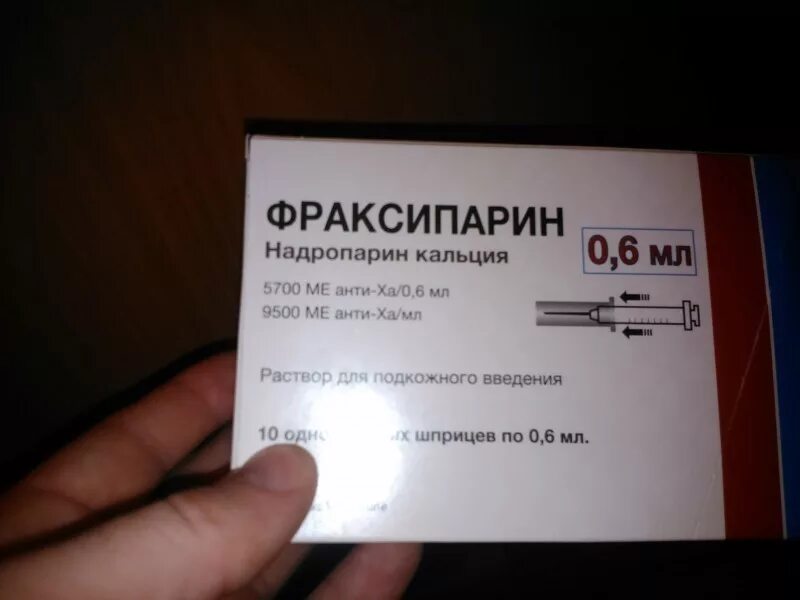 ФРАКСИПАРИН
0,6 мл
Надропарин кальция
5700 МЕ анти-Ха/0,6 мл
9500 МЕ анти-Ха/мл
Раствор для подкожного введения
10 шприцев по 0,6 мл.